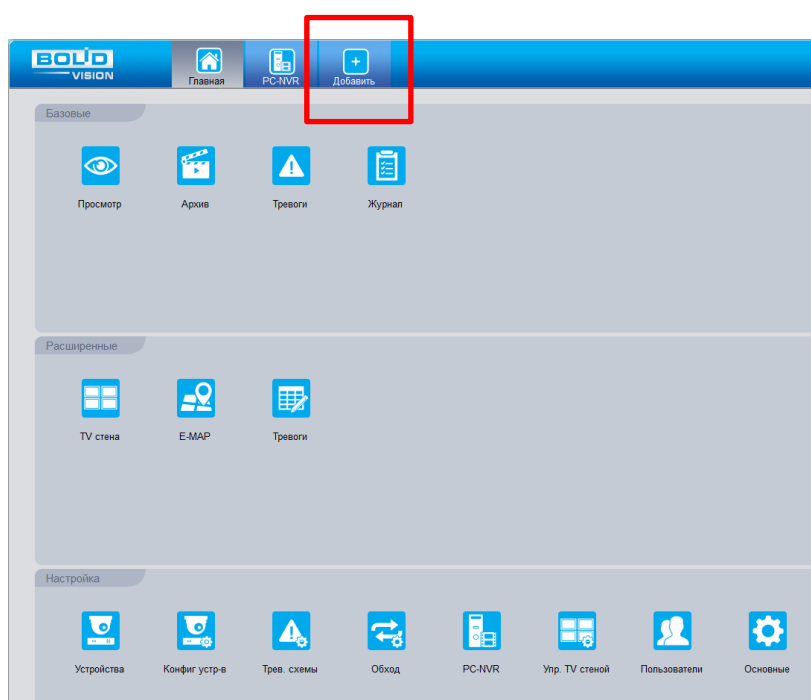 BOLID
VISION
Главная
PC-NVR
Добавить
Базовые
Просмотр
Архив
Тревоги
Журнал
Расширенные
TV стена
E-MAP
Тревоги
Настройка
Устройства
Конфиг устр-в
Трев. схемы
Обход
PC-NVR
Упр. TV стеной
Пользователи
Основные